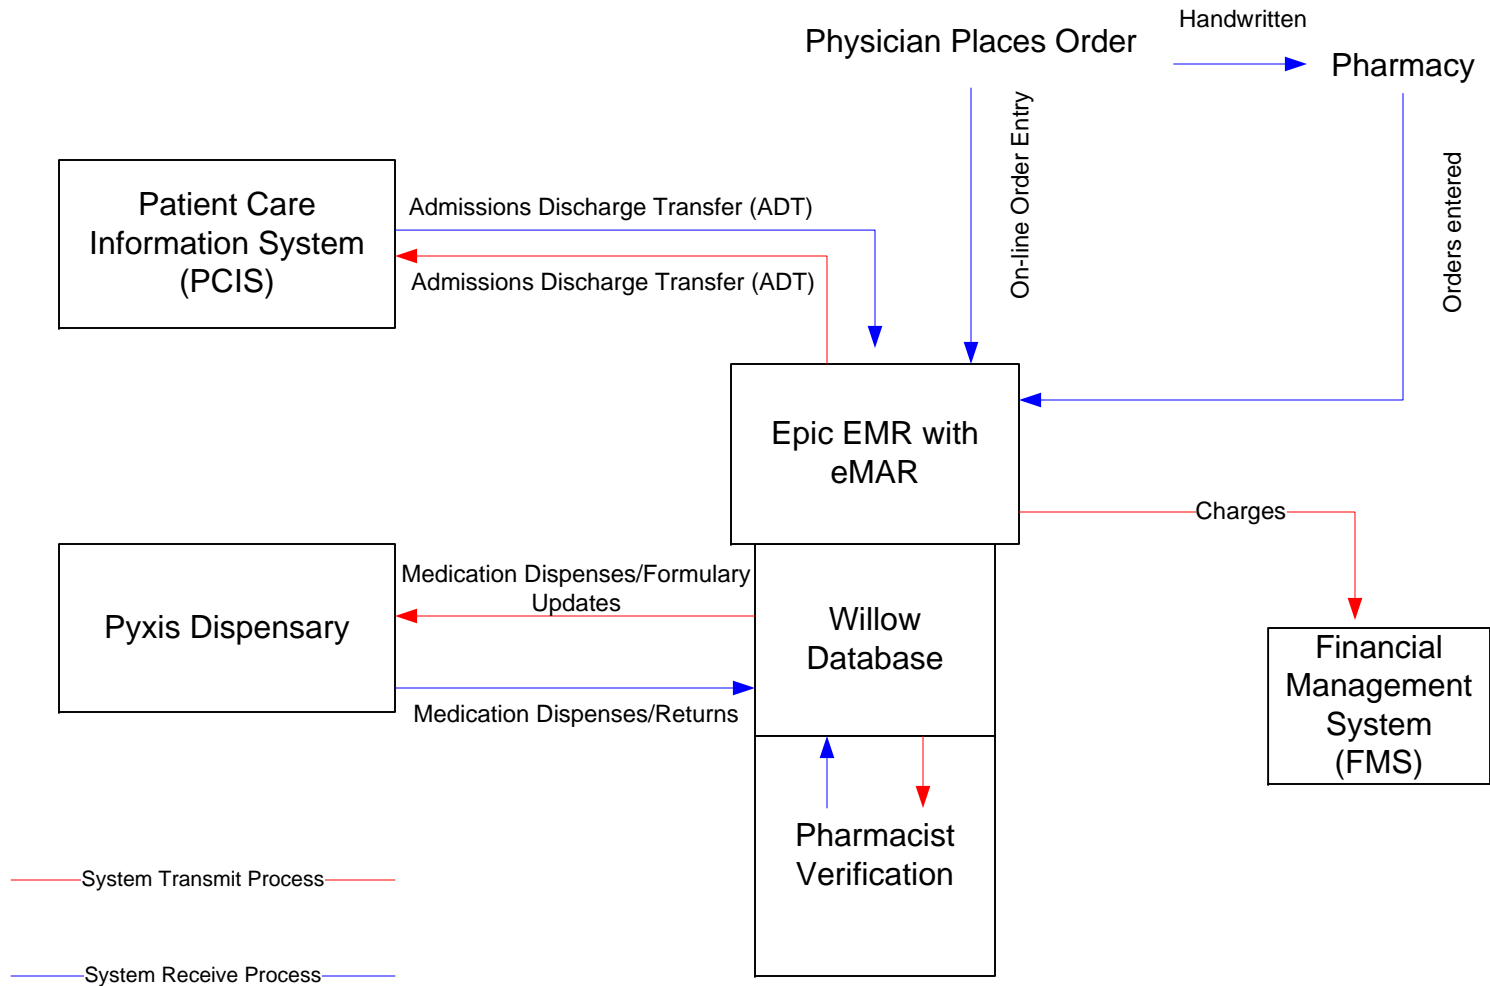 Handwritten
Physician Places Order
Pharmacy
On-line Order Entry
Orders entered
Patient Care
Information System
(PCIS)
Admissions Discharge Transfer (ADT)
Admissions Discharge Transfer (ADT)
Epic EMR with
eMAR
Charges
Medication Dispenses/Formulary
Updates
Pyxis Dispensary
Willow
Database
Medication Dispenses/Returns
Financial
Management
System
(FMS)
Pharmacist
Verification
System Transmit Process
System Receive Process